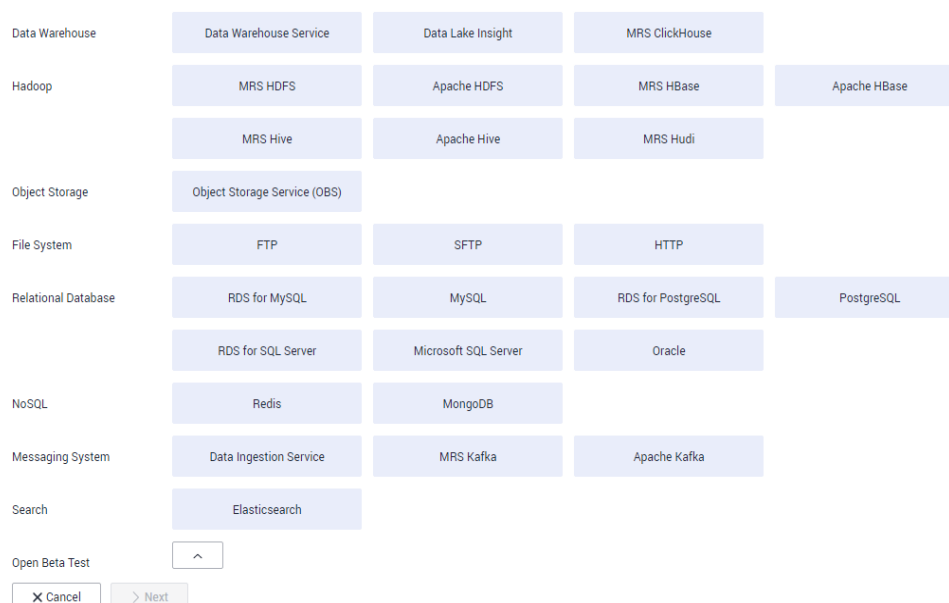 Data Warehouse Data Warehouse Service Data Lake Insight MRS ClickHouse
Hadoop MRS HDFS Apache HDFS MRS HBase Apache HBase
MRS Hive Apache Hive MRS Hudi
Object Storage Object Storage Service (OBS)
File System FTP SFTP HTTP
Relational Database RDS for MySQL MySQL RDS for PostgreSQL PostgreSQL
RDS for SQL Server Microsoft SQL Server Oracle
NoSQL Redis MongoDB
Messaging System Data Ingestion Service MRS Kafka Apache Kafka
Search Elasticsearch
Open Beta Test
Cancel Next